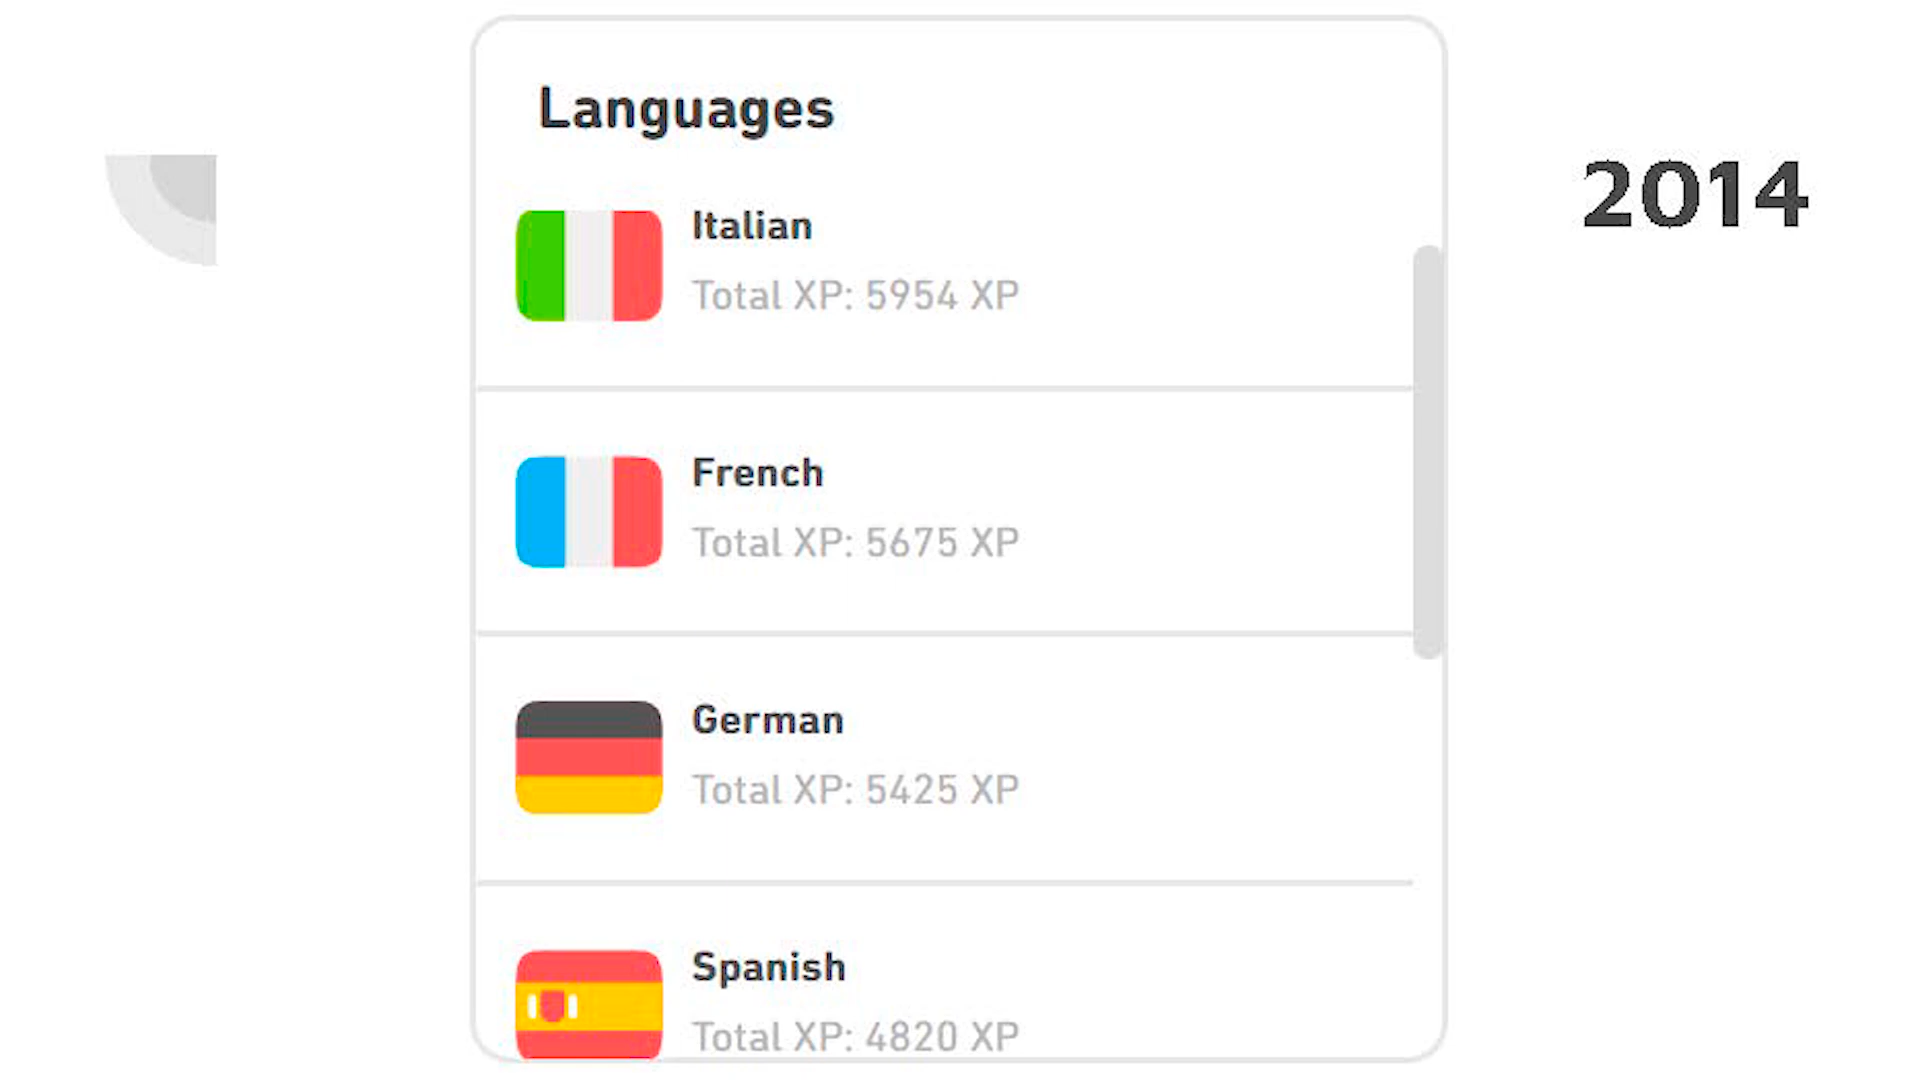 Languages
2014
Italian
Total XP: 5954 XP
French
Total XP: 5675 XP
German
Total XP: 5425 XP
Spanish
Total XP: 4820 XP